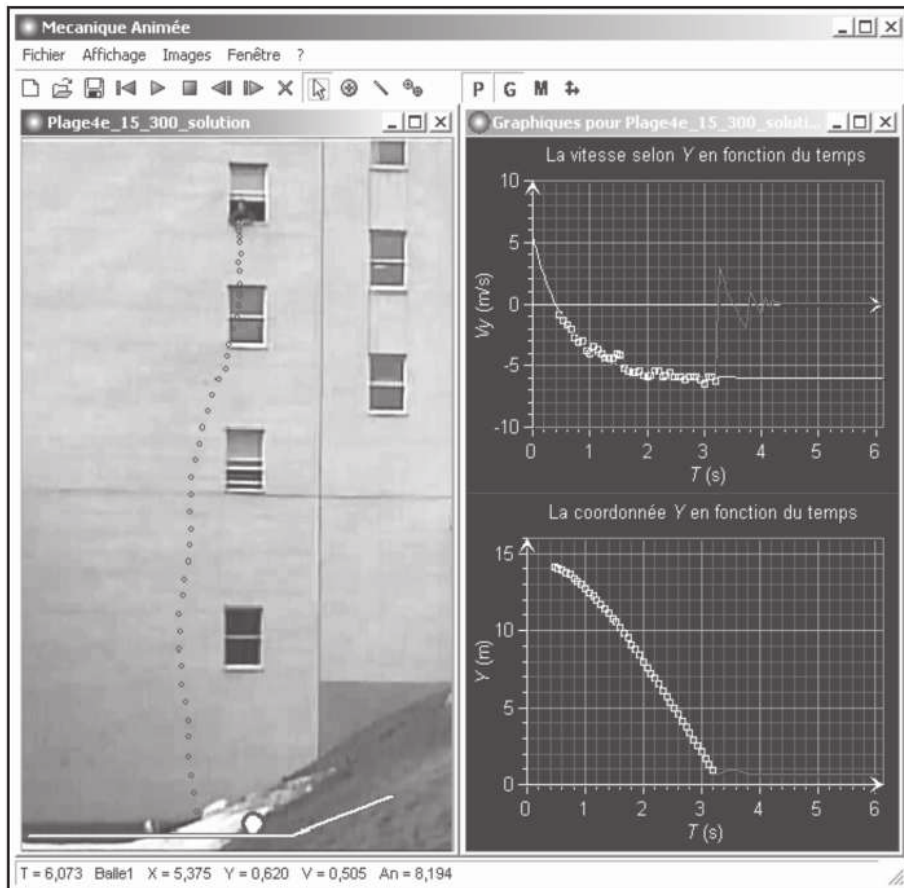 Mecanique Animée
Fichier Affichage Images Fenêtre ?
P G M
Plage4e_15_300_solution
Graphiques pour Plage4e_15_300_soluti...
La vitesse selon Y en fonction du temps
10
5
0
-5
-10
Vy (m/s)
0 1 2 3 4 5 6
T (s)
La coordonnée Y en fonction du temps
15
10
5
0
Y (m)
0 1 2 3 4 5 6
T (s)
T = 6,073 Balle1 X = 5,375 Y = 0,620 V = 0,505 An = 8,194